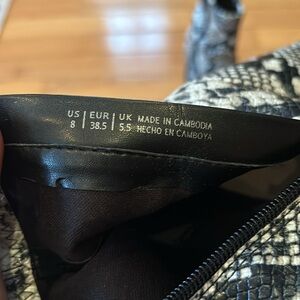 US | EUR | UK MADE IN CAMBODIA
8 | 38.5 | 5.5 HECHO EN CAMBOYA